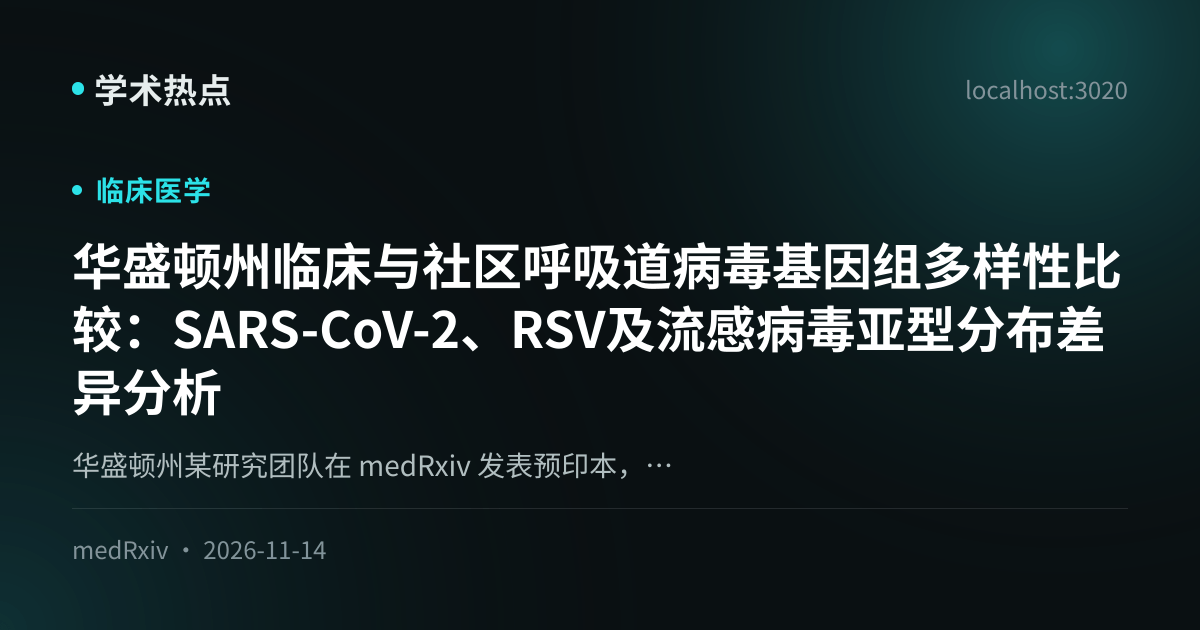 学术热点
localhost:3020
临床医学
华盛顿州临床与社区呼吸道病毒基因组多样性比
较：SARS-CoV-2、RSV及流感病毒亚型分布差
异分析
华盛顿州某研究团队在 medRxiv 发表预印本，…
medRxiv · 2026-11-14